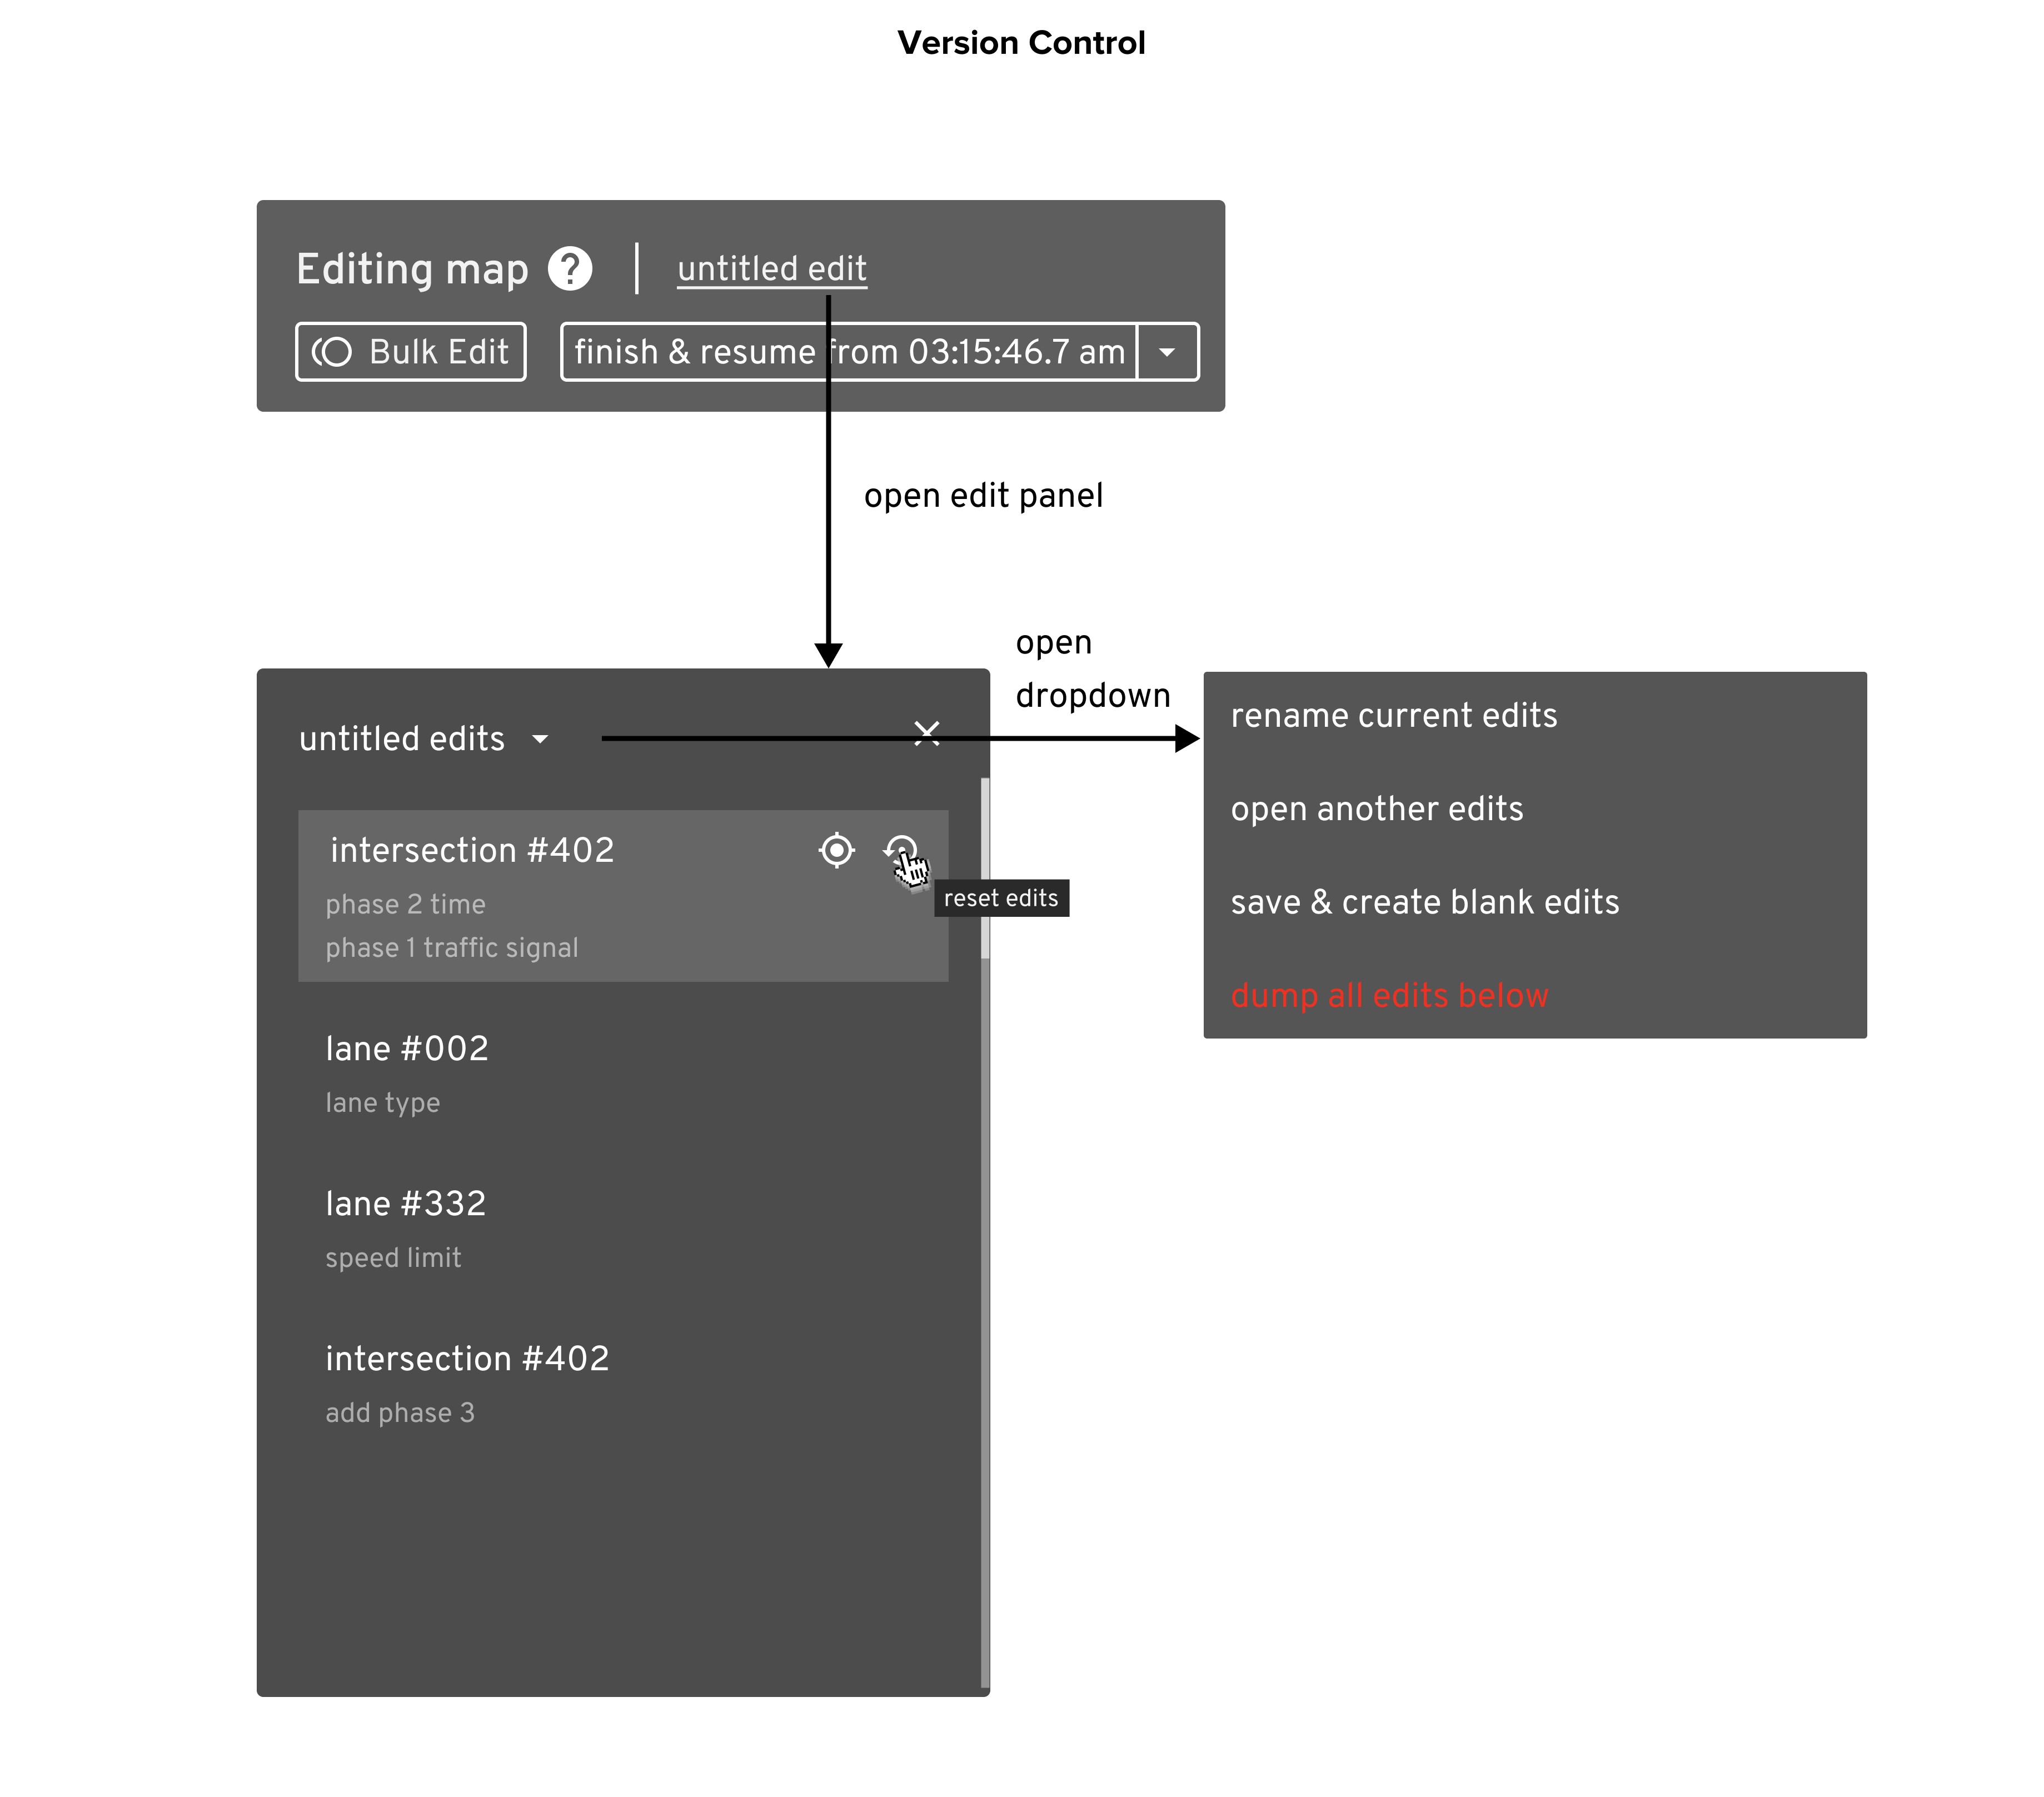 Version Control
Editing map ? | untitled edit
Bulk Edit
finish & resume from 03:15:46.7 am
open edit panel
open
dropdown
untitled edits
intersection #402
phase 2 time
phase 1 traffic signal
reset edits
lane #002
lane type
lane #332
speed limit
intersection #402
add phase 3
rename current edits
open another edits
save & create blank edits
dump all edits below